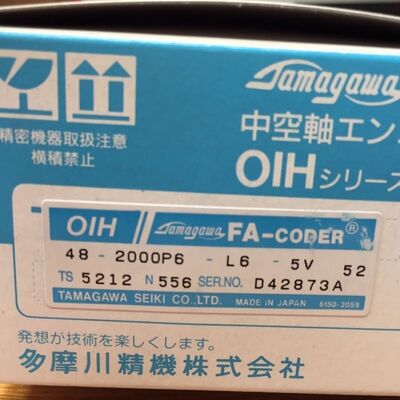 Tamagawa
精密機器取扱注意
横積禁止
中空軸エン
OIHシリーズ
OIH Tamagawa FA-CODER®
48 - 2000P6 - L6 - 5V 52
TS 5212 N 556 SER.NO. D42873A
TAMAGAWA SEIKI CO.,LTD. MADE IN JAPAN 6150-2059
発想が技術を楽しくします。
多摩川精機株式会社